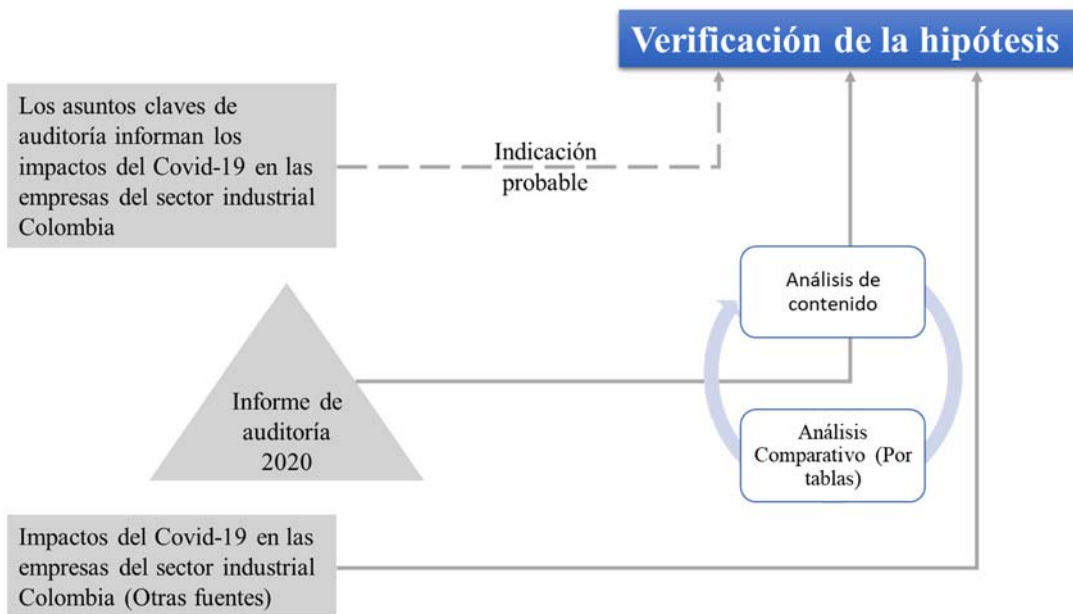 Verificación de la hipótesis
Los asuntos claves de
auditoría informan los
impactos del Covid-19 en las
empresas del sector industrial
Colombia
Indicación
probable
Análisis de
contenido
Informe de
auditoría
2020
Análisis
Comparativo (Por
tablas)
Impactos del Covid-19 en las
empresas del sector industrial
Colombia (Otras fuentes)